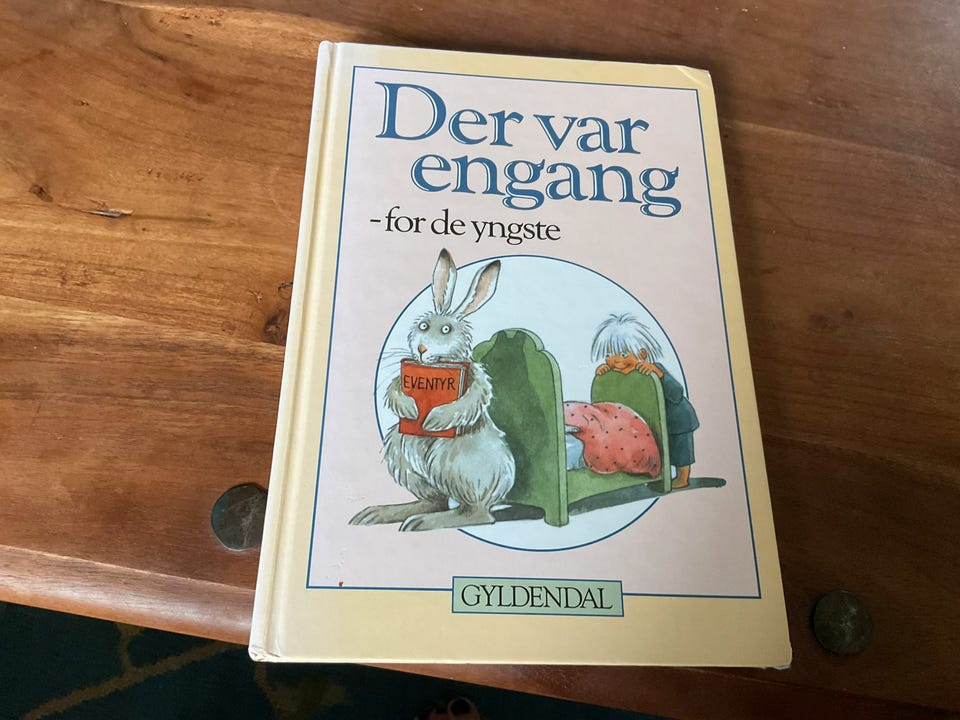 Der var
engang
-for de yngste
EVENTYR
GYLDENDAL